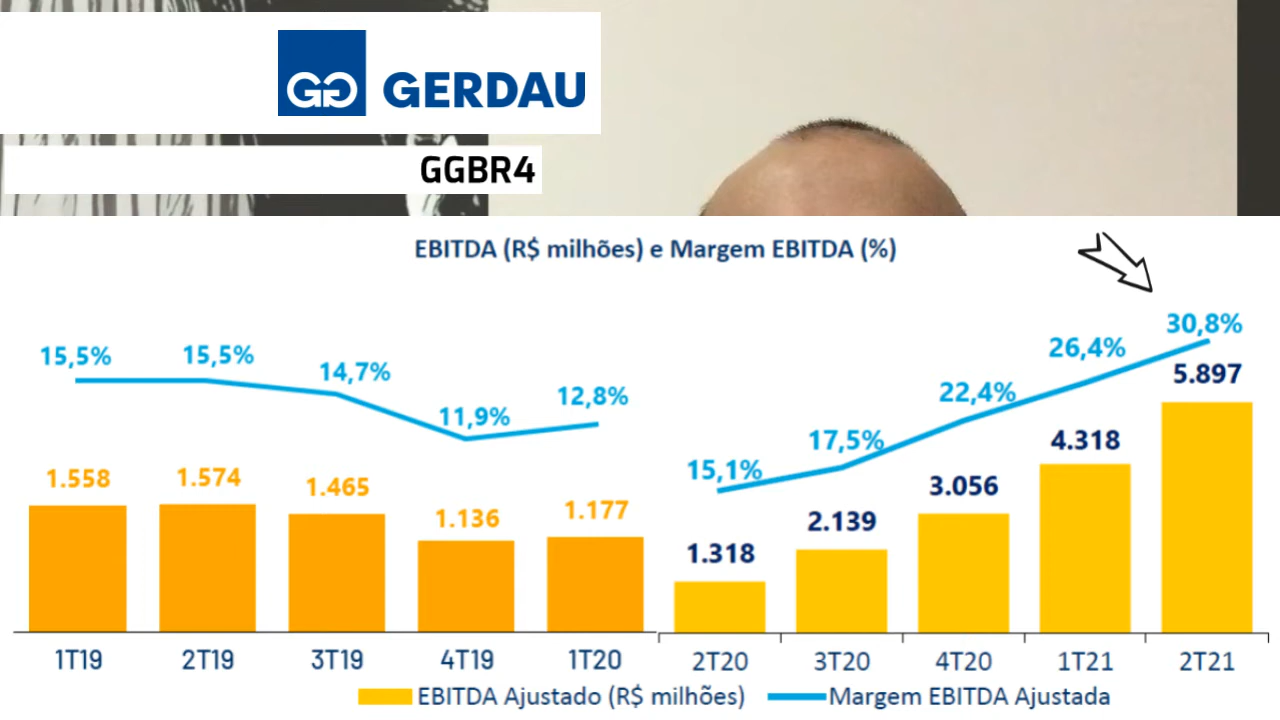 GG GERDAU
GGBR4
EBITDA (R$ milhões) e Margem EBITDA (%)
15,5% 15,5% 14,7% 11,9% 12,8% 15,1% 17,5% 22,4% 26,4% 30,8%
1.558 1.574 1.465 1.136 1.177 1.318 2.139 3.056 4.318 5.897
1T19 2T19 3T19 4T19 1T20 2T20 3T20 4T20 1T21 2T21
EBITDA Ajustado (R$ milhões) Margem EBITDA Ajustada